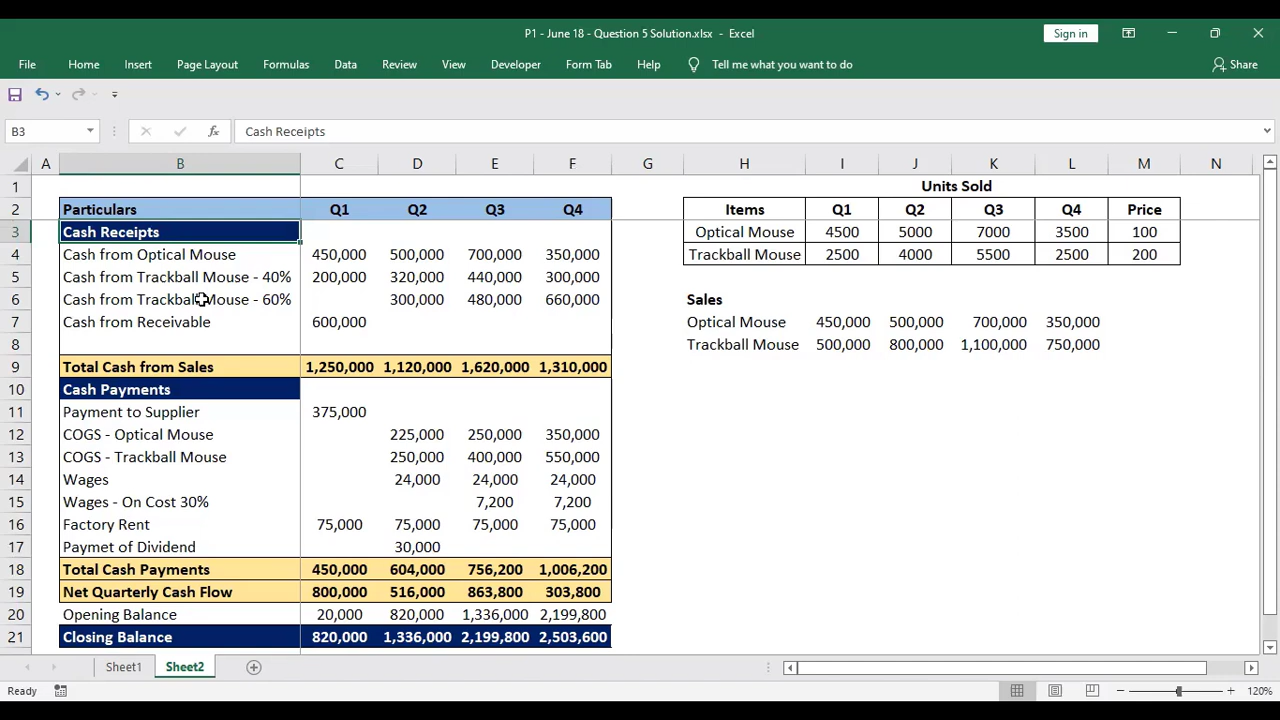 P1 - June 18 - Question 5 Solution.xlsx - Excel Sign in
File Home Insert Page Layout Formulas Data Review View Developer Form Tab Help Tell me what you want to do Share
B3 fx Cash Receipts
A B C D E F G H I J K L M N
1 Units Sold
2 Particulars Q1 Q2 Q3 Q4 Items Q1 Q2 Q3 Q4 Price
3 Cash Receipts Optical Mouse 4500 5000 7000 3500 100
4 Cash from Optical Mouse 450,000 500,000 700,000 350,000 Trackball Mouse 2500 4000 5500 2500 200
5 Cash from Trackball Mouse - 40% 200,000 320,000 440,000 300,000
6 Cash from Trackball Mouse - 60% 300,000 480,000 660,000 Sales
7 Cash from Receivable 600,000 Optical Mouse 450,000 500,000 700,000 350,000
8 Trackball Mouse 500,000 800,000 1,100,000 750,000
9 Total Cash from Sales 1,250,000 1,120,000 1,620,000 1,310,000
10 Cash Payments
11 Payment to Supplier 375,000
12 COGS - Optical Mouse 225,000 250,000 350,000
13 COGS - Trackball Mouse 250,000 400,000 550,000
14 Wages 24,000 24,000 24,000
15 Wages - On Cost 30% 7,200 7,200
16 Factory Rent 75,000 75,000 75,000 75,000
17 Paymet of Dividend 30,000
18 Total Cash Payments 450,000 604,000 756,200 1,006,200
19 Net Quarterly Cash Flow 800,000 516,000 863,800 303,800
20 Opening Balance 20,000 820,000 1,336,000 2,199,800
21 Closing Balance 820,000 1,336,000 2,199,800 2,503,600
Sheet1 Sheet2
Ready 120%